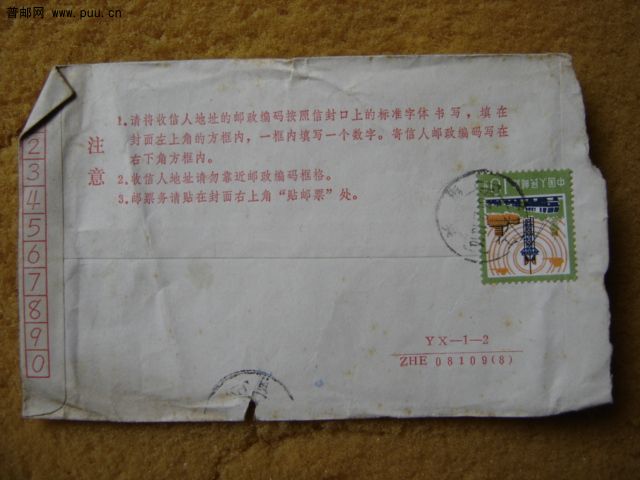 普邮网 www.puu.cn
注意
1.请将收信人地址的邮政编码按照信封口上的标准字体书写，填在
封面左上角的方框内，一框内填写一个数字。寄信人邮政编码写在
右下角方框内。
2.收信人地址请勿靠近邮政编码框格。
3.邮票务请贴在封面右上角“贴邮票”处。
中国人民邮政
2
3
4
5
6
7
8
9
0
YX—1—2
ZHE 08109(8)